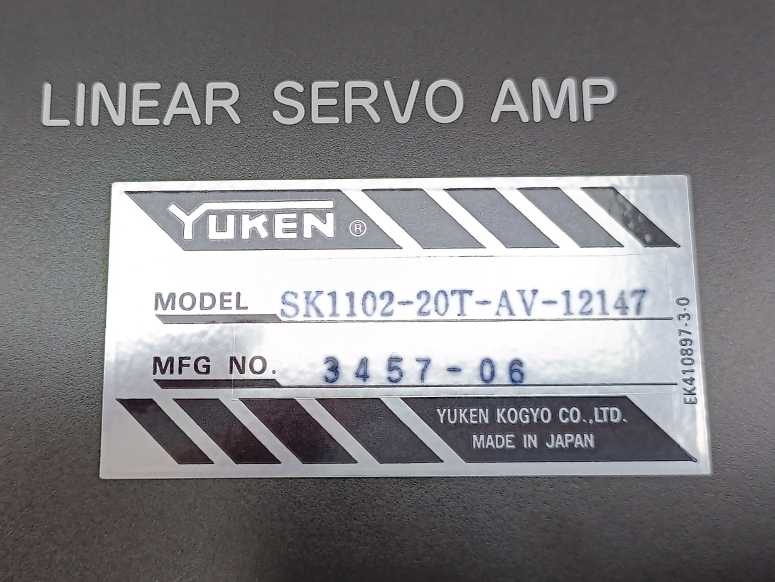 LINEAR SERVO AMP
YUKEN ®
MODEL SK1102-20T-AV-12147
MFG NO. 3457-06
EK410897-3-0
YUKEN KOGYO CO.,LTD.
MADE IN JAPAN